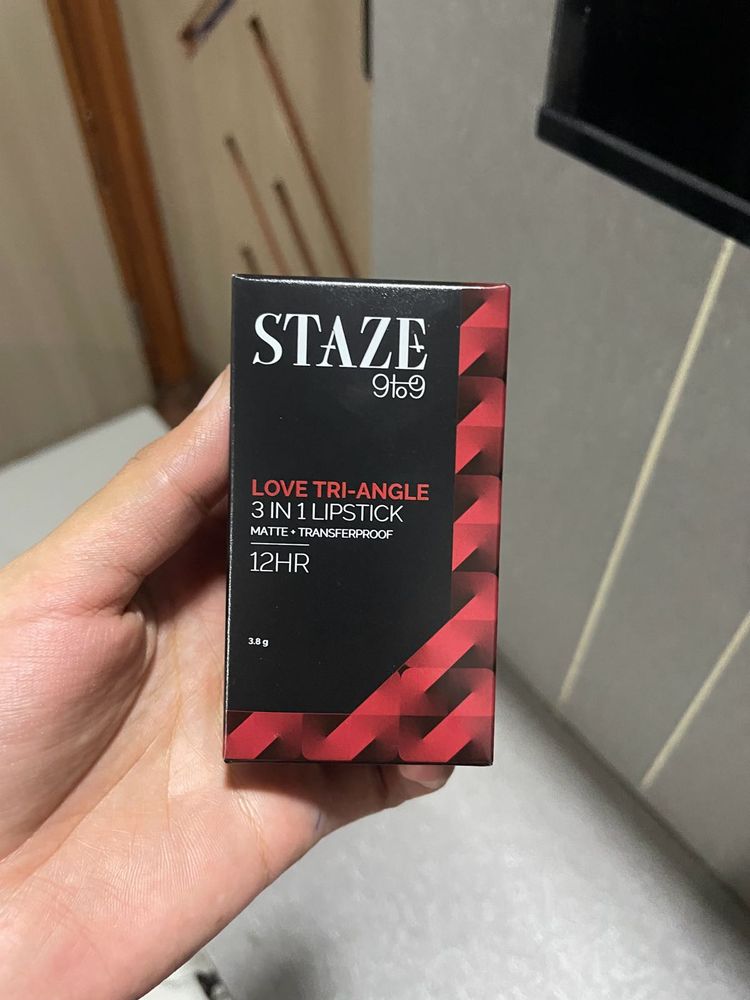 STAZE
9to9
LOVE TRI-ANGLE
3 IN 1 LIPSTICK
MATTE + TRANSFERPROOF
12HR
3.8 g